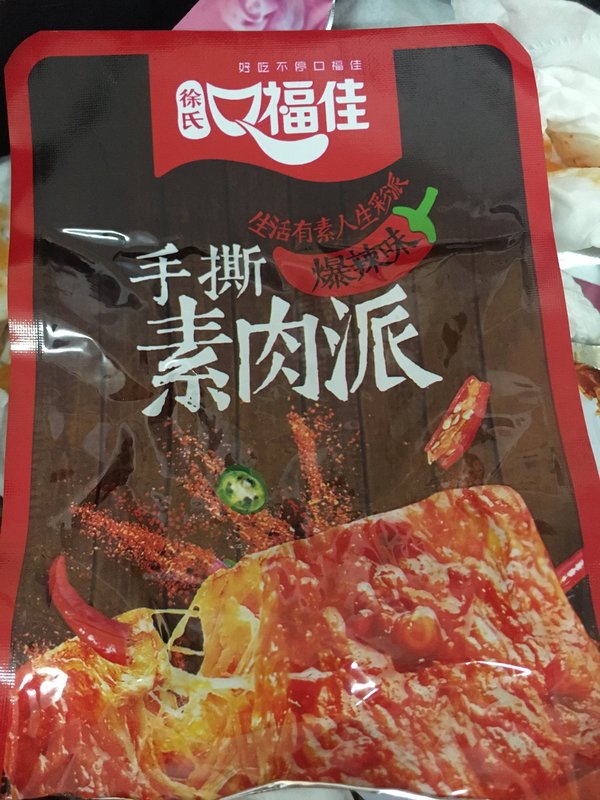 好吃不停口福佳
徐氏
口福佳
生活有素人生彩派
爆辣味
手撕
素肉派